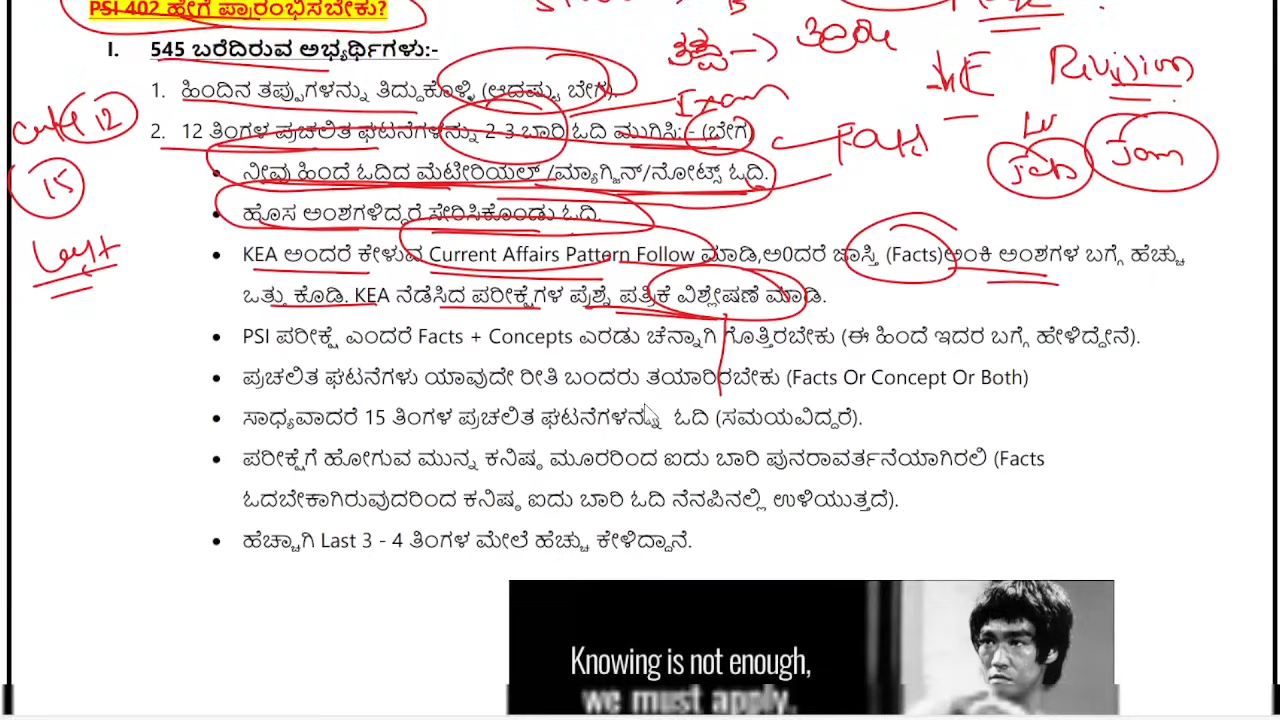 PSI 402 ಹೇಗೆ ಪ್ರಾರಂಭಿಸಬೇಕು?
I. 545 ಬರೆದಿರುವ ಅಭ್ಯರ್ಥಿಗಳು:-
1. ಹಿಂದಿನ ತಪ್ಪುಗಳನ್ನು ತಿದ್ದುಕೊಳ್ಳಿ (ಆದಷ್ಟು ಬೇಗ).
Revision
Exam
12
2. 12 ತಿಂಗಳ ಪ್ರಚಲಿತ ಘಟನೆಗಳನ್ನು 2-3 ಬಾರಿ ಓದಿ ಮುಗಿಸಿ:- (ಬೇಗ)
Facts
15
• ನೀವು ಹಿಂದೆ ಓದಿದ ಮೆಟೀರಿಯಲ್ /ಮ್ಯಾಗ್ಜಿನ್/ನೋಟ್ಸ್ ಓದಿ.
• ಹೊಸ ಅಂಶಗಳಿದ್ದರೆ ಸೇರಿಸಿಕೊಂಡು ಓದಿ.
• KEA ಅಂದರೆ ಕೇಳುವ Current Affairs Pattern Follow ಮಾಡಿ,ಅ0ದರೆ ಜಾಸ್ತಿ (Facts)ಅಂಕಿ ಅಂಶಗಳ ಬಗ್ಗೆ ಹೆಚ್ಚು
ಒತ್ತು ಕೊಡಿ. KEA ನೆಡೆಸಿದ ಪರೀಕ್ಷೆಗಳ ಪ್ರಶ್ನೆ ಪತ್ರಿಕೆ ವಿಶ್ಲೇಷಣೆ ಮಾಡಿ.
• PSI ಪರೀಕ್ಷೆ ಎಂದರೆ Facts + Concepts ಎರಡು ಚೆನ್ನಾಗಿ ಗೊತ್ತಿರಬೇಕು (ಈ ಹಿಂದೆ ಇದರ ಬಗ್ಗೆ ಹೇಳಿದ್ದೇನೆ).
• ಪ್ರಚಲಿತ ಘಟನೆಗಳು ಯಾವುದೇ ರೀತಿ ಬಂದರು ತಯಾರಿರಬೇಕು (Facts Or Concept Or Both)
• ಸಾಧ್ಯವಾದರೆ 15 ತಿಂಗಳ ಪ್ರಚಲಿತ ಘಟನೆಗಳನ್ನು ಓದಿ (ಸಮಯವಿದ್ದರೆ).
• ಪರೀಕ್ಷೆಗೆ ಹೋಗುವ ಮುನ್ನ ಕನಿಷ್ಠ ಮೂರರಿಂದ ಐದು ಬಾರಿ ಪುನರಾವರ್ತನೆಯಾಗಿರಲಿ (Facts
ಓದಬೇಕಾಗಿರುವುದರಿಂದ ಕನಿಷ್ಠ ಐದು ಬಾರಿ ಓದಿ ನೆನಪಿನಲ್ಲಿ ಉಳಿಯುತ್ತದೆ).
• ಹೆಚ್ಚಾಗಿ Last 3 - 4 ತಿಂಗಳ ಮೇಲೆ ಹೆಚ್ಚು ಕೇಳಿದ್ದಾನೆ.
Knowing is not enough,
we must apply.